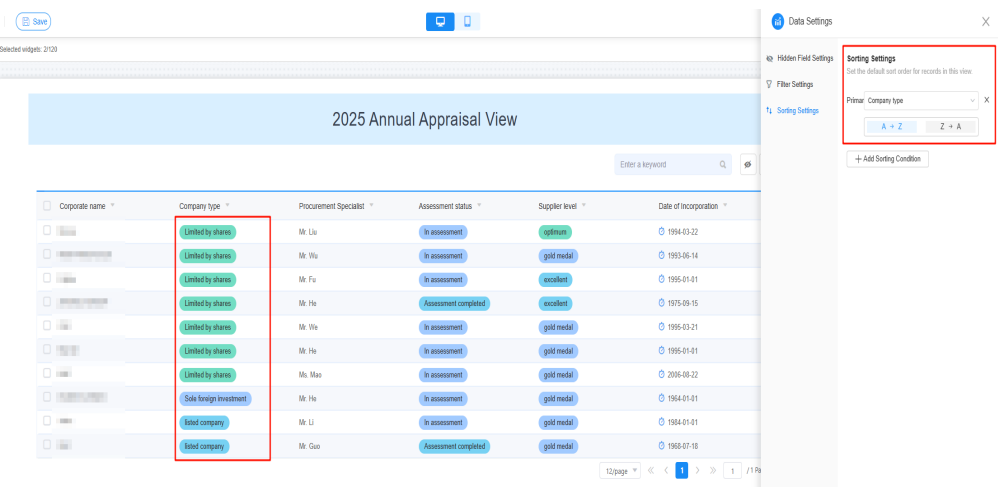 Save
Selected widgets: 2/120
2025 Annual Appraisal View
Enter a keyword
Corporate name Company type Procurement Specialist Assessment status Supplier level Date of Incorporation
Limited by shares Mr. Liu In assessment optimum 1994-03-22
Limited by shares Mr. Wu In assessment gold medal 1993-06-14
Limited by shares Mr. Fu In assessment excellent 1995-01-01
Limited by shares Mr. He Assessment completed excellent 1975-09-15
Limited by shares Mr. We In assessment gold medal 1995-03-21
Limited by shares Mr. He In assessment gold medal 1995-01-01
Limited by shares Ms. Mao In assessment gold medal 2006-08-22
Sole foreign investment Mr. He In assessment gold medal 1964-01-01
listed company Mr. Li In assessment gold medal 1984-01-01
listed company Mr. Guo Assessment completed gold medal 1968-07-18
12/page 1 1 / 1 Pa
Data Settings
Hidden Field Settings
Filter Settings
Sorting Settings
Sorting Settings
Set the default sort order for records in this view
Primar Company type
A → Z Z → A
+ Add Sorting Condition